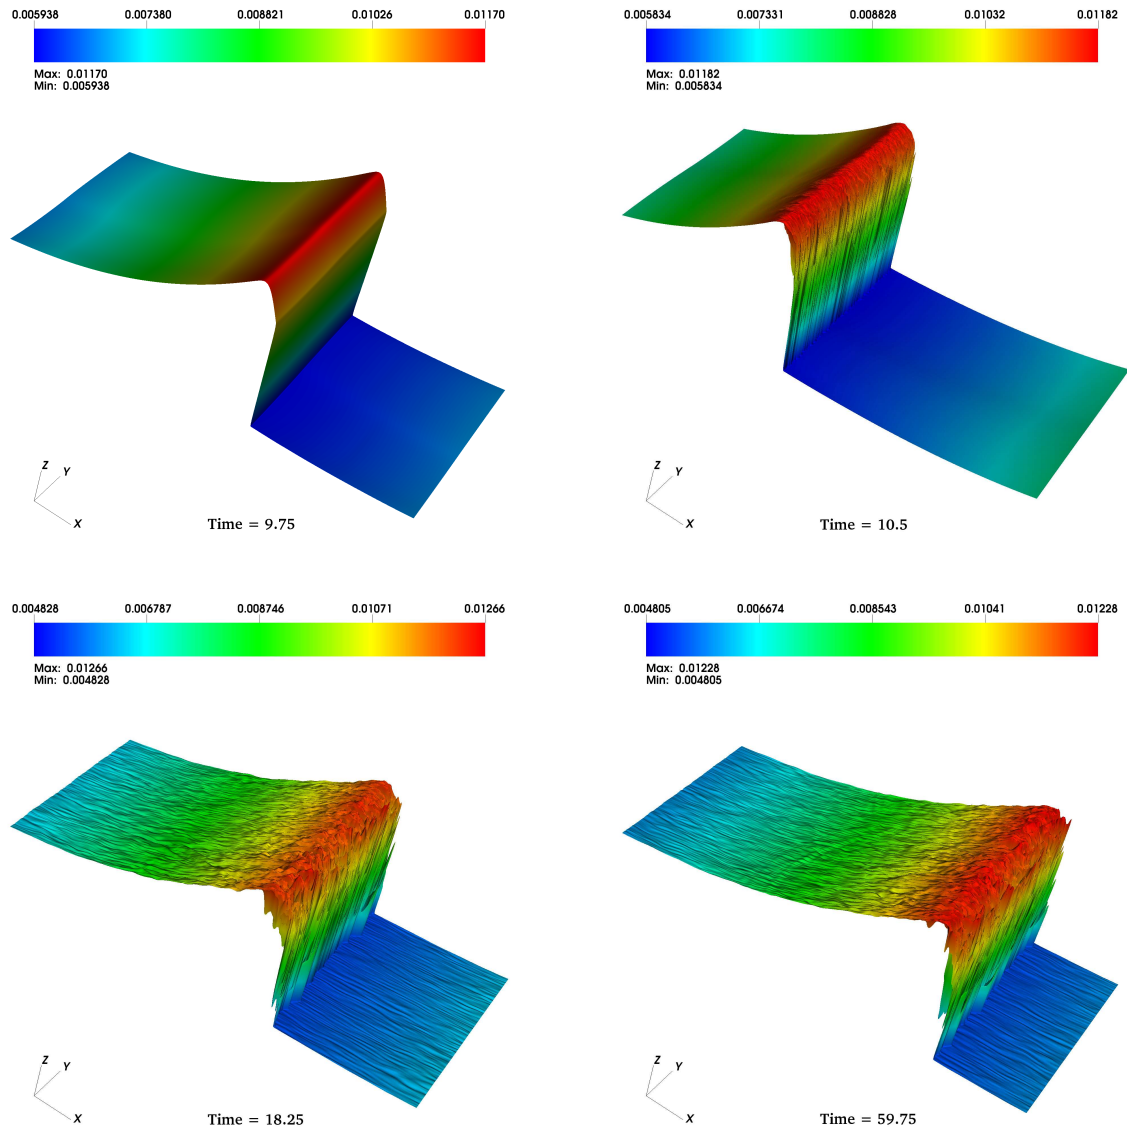 0.005938 0.007380 0.008821 0.01026 0.01170
Max: 0.01170
Min: 0.005938
Z
Y
X
Time = 9.75
0.005834 0.007331 0.008828 0.01032 0.01182
Max: 0.01182
Min: 0.005834
Z
Y
X
Time = 10.5
0.004828 0.006787 0.008746 0.01071 0.01266
Max: 0.01266
Min: 0.004828
Z
Y
X
Time = 18.25
0.004805 0.006674 0.008543 0.01041 0.01228
Max: 0.01228
Min: 0.004805
Z
Y
X
Time = 59.75